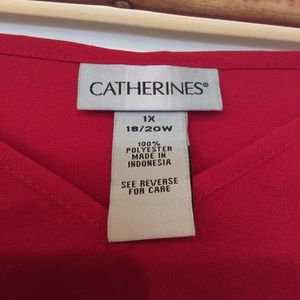 CATHERINES®
1X
18/20W
100%
POLYESTER
MADE IN
INDONESIA
SEE REVERSE
FOR CARE